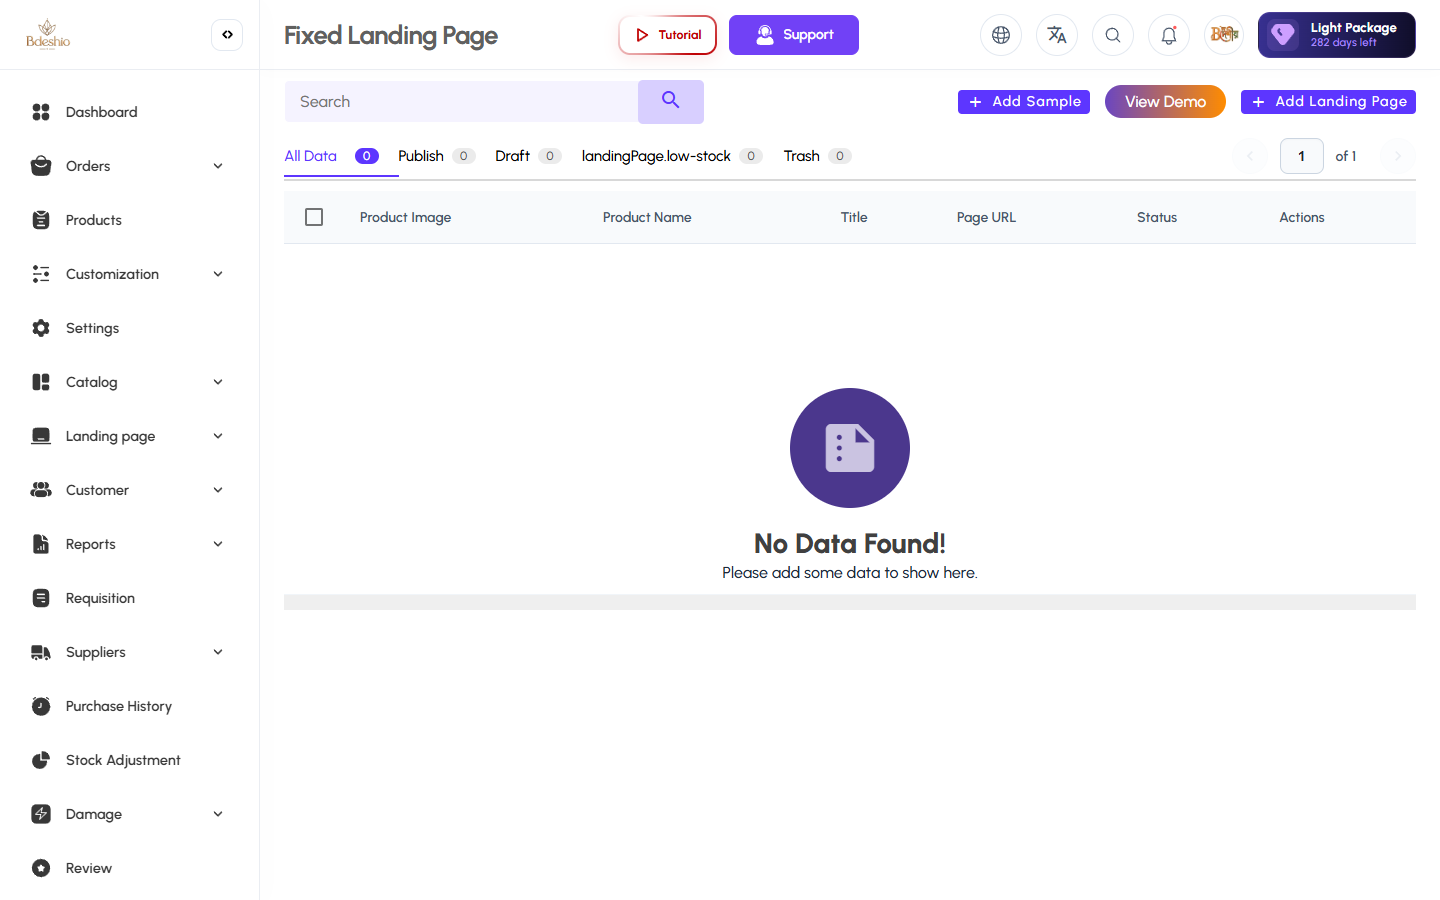 Bdeshio
Fixed Landing Page
Tutorial
Support
Light Package
282 days left
Dashboard
Orders
Products
Customization
Settings
Catalog
Landing page
Customer
Reports
Requisition
Suppliers
Purchase History
Stock Adjustment
Damage
Review
Search
Add Sample
View Demo
Add Landing Page
All Data 0
Publish 0
Draft 0
landingPage.low-stock 0
Trash 0
1 of 1
Product Image Product Name Title Page URL Status Actions
No Data Found!
Please add some data to show here.